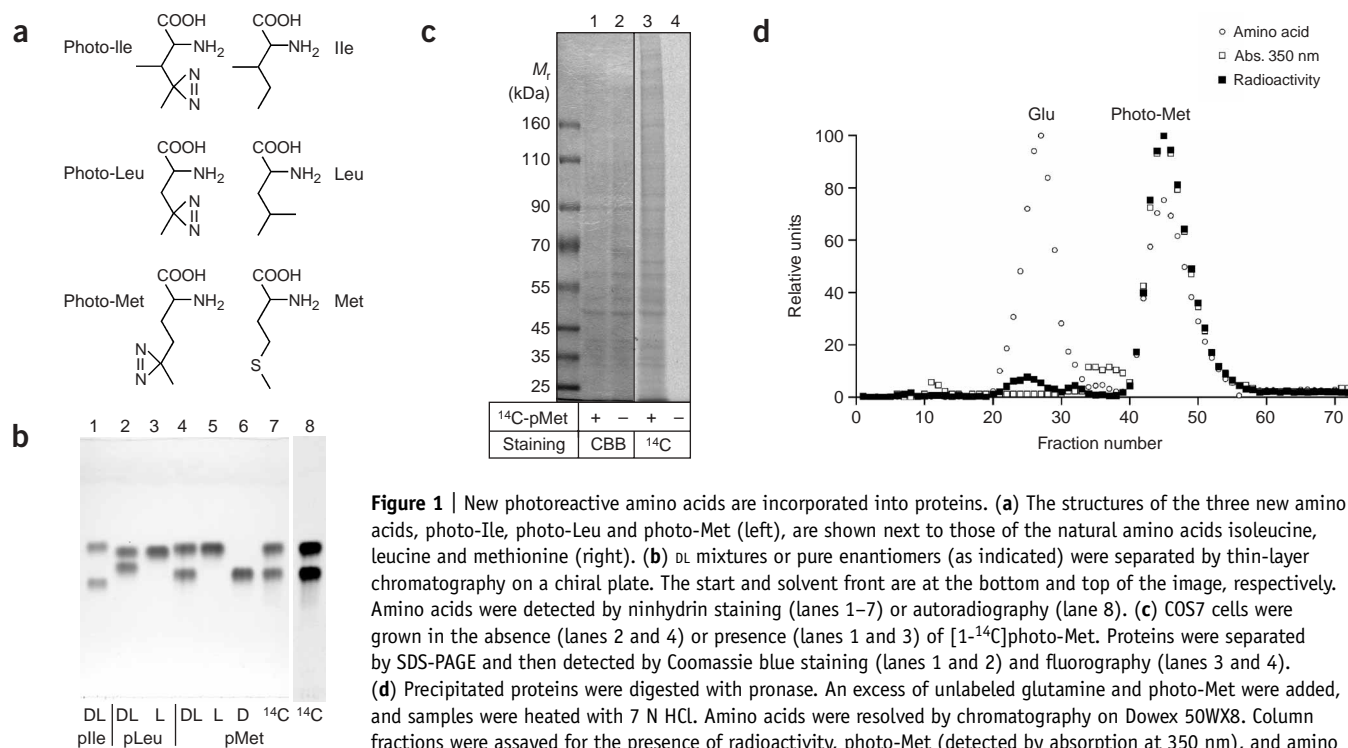 a
COOH
COOH
Photo-Ile
NH2
NH2
Ile
N
N
COOH
COOH
Photo-Leu
NH2
NH2
Leu
N
N
COOH
COOH
Photo-Met
NH2
NH2
Met
N
N
S
b
1 2 3 4 5 6 7 8
DL DL L DL L D 14C 14C
pIle pLeu pMet
c
1 2 3 4
Mr
(kDa)
160
110
90
70
55
45
35
25
14C-pMet + – + –
Staining CBB 14C
d
Amino acid
Abs. 350 nm
Radioactivity
Glu Photo-Met
100
80
60
40
20
0
Relative units
0 10 20 30 40 50 60 70
Fraction number
Figure 1 | New photoreactive amino acids are incorporated into proteins. (a) The structures of the three new amino
acids, photo-Ile, photo-Leu and photo-Met (left), are shown next to those of the natural amino acids isoleucine,
leucine and methionine (right). (b) DL mixtures or pure enantiomers (as indicated) were separated by thin-layer
chromatography on a chiral plate. The start and solvent front are at the bottom and top of the image, respectively.
Amino acids were detected by ninhydrin staining (lanes 1–7) or autoradiography (lane 8). (c) COS7 cells were
grown in the absence (lanes 2 and 4) or presence (lanes 1 and 3) of [1-14C]photo-Met. Proteins were separated
by SDS-PAGE and then detected by Coomassie blue staining (lanes 1 and 2) and fluorography (lanes 3 and 4).
(d) Precipitated proteins were digested with pronase. An excess of unlabeled glutamine and photo-Met were added,
and samples were heated with 7 N HCl. Amino acids were resolved by chromatography on Dowex 50WX8. Column
fractions were assayed for the presence of radioactivity, photo-Met (detected by absorption at 350 nm), and amino